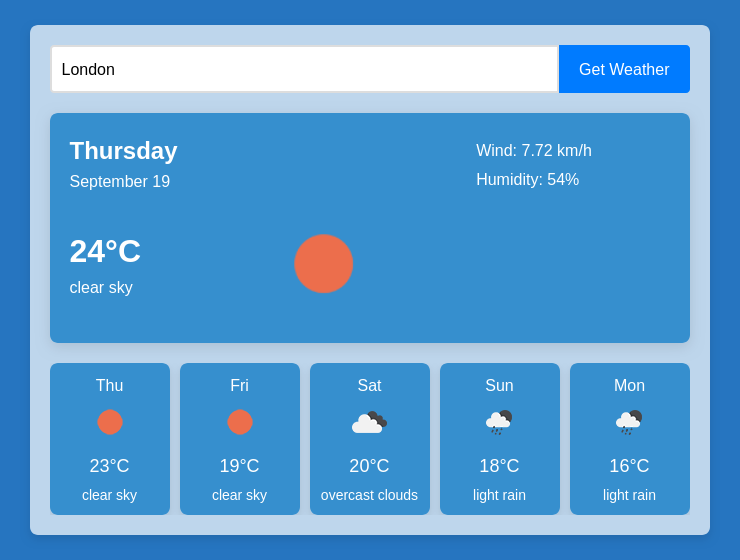 London
Get Weather
Thursday
September 19
Wind: 7.72 km/h
Humidity: 54%
24°C
clear sky
Thu
23°C
clear sky
Fri
19°C
clear sky
Sat
20°C
overcast clouds
Sun
18°C
light rain
Mon
16°C
light rain